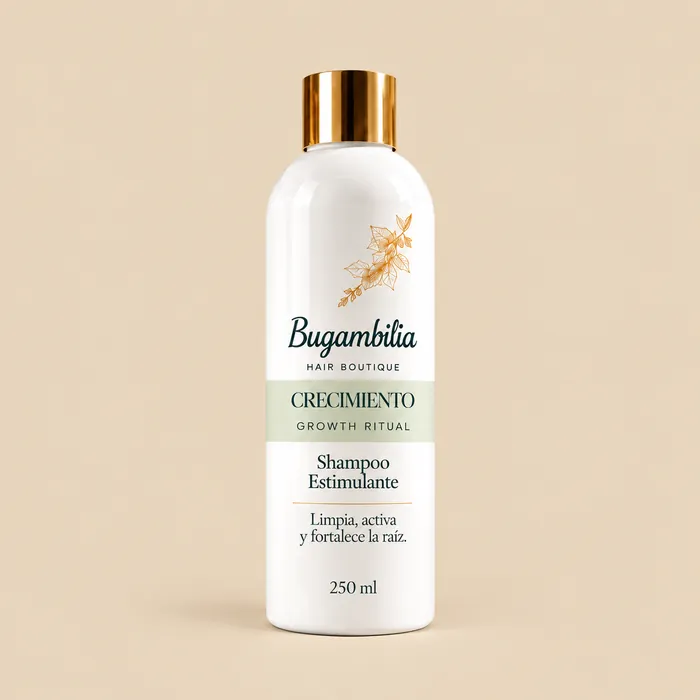 Bugambilia
HAIR BOUTIQUE
CRECIMIENTO
GROWTH RITUAL
Shampoo
Estimulante
Limpia, activa
y fortalece la raíz.
250 ml